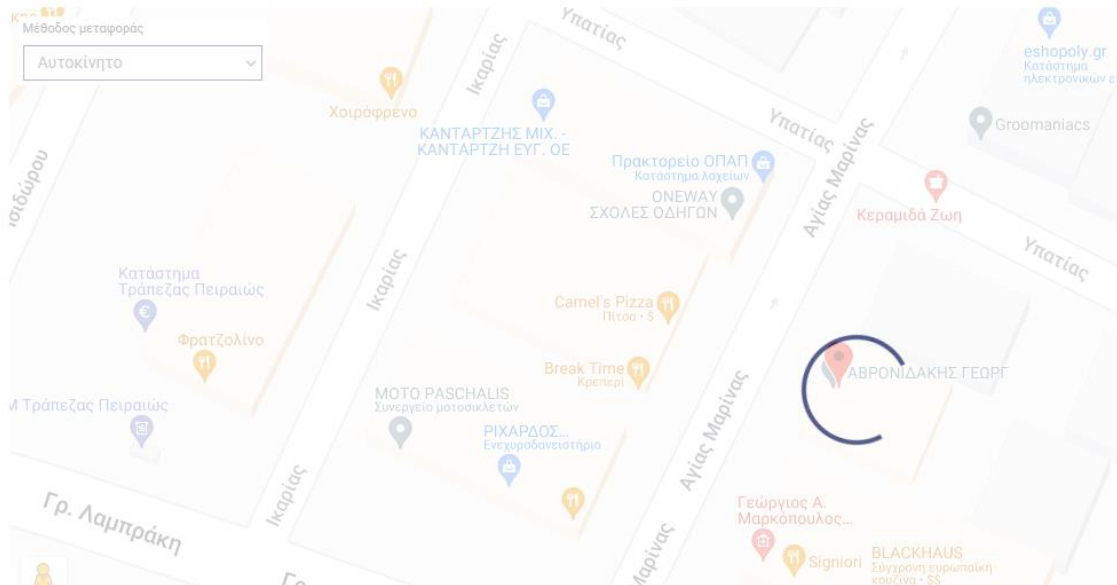 Μέθοδος μεταφοράς
Αυτοκίνητο
Υπατίας
eshopoly.gr
Κατάστημα
ηλεκτρονικών
Ικαρίας
Χοιρόφρενο
ΚΑΝΤΑΡΤΖΗΣ ΜΙΧ. -
ΚΑΝΤΑΡΤΖΗ ΕΥΓ. ΟΕ
Υπατίας
Groomaniacs
Πρακτορείο ΟΠΑΠ
Κατάστημα λαχείων
Αγίας Μαρίνας
ONEWAY
ΣΧΟΛΕΣ ΟΔΗΓΩΝ
Κεραμιδά Ζωή
Υπατίας
Ικαρίας
Κατάστημα
Τράπεζας Πειραιώς
Camel's Pizza
Πίτσα • $
Φρατζολίνο
Break Time
Κρεπερί
ΑΒΡΟΝΙΔΑΚΗΣ ΓΕΩΡΓ
MOTO PASCHALIS
Συνεργείο μοτοσικλετών
Μ Τράπεζας Πειραιώς
ΡΙΧΑΡΔΟΣ...
Ενεχυροδανειστήριο
Αγίας Μαρίνας
Ικαρίας
Γρ. Λαμπράκη
Γεώργιος Α.
Μαρκόπουλος...
Signiori
BLACKHAUS
Σύγχρονη ευρωπαϊκή
κουζίνα • $$
Μαρίνας
Γρ